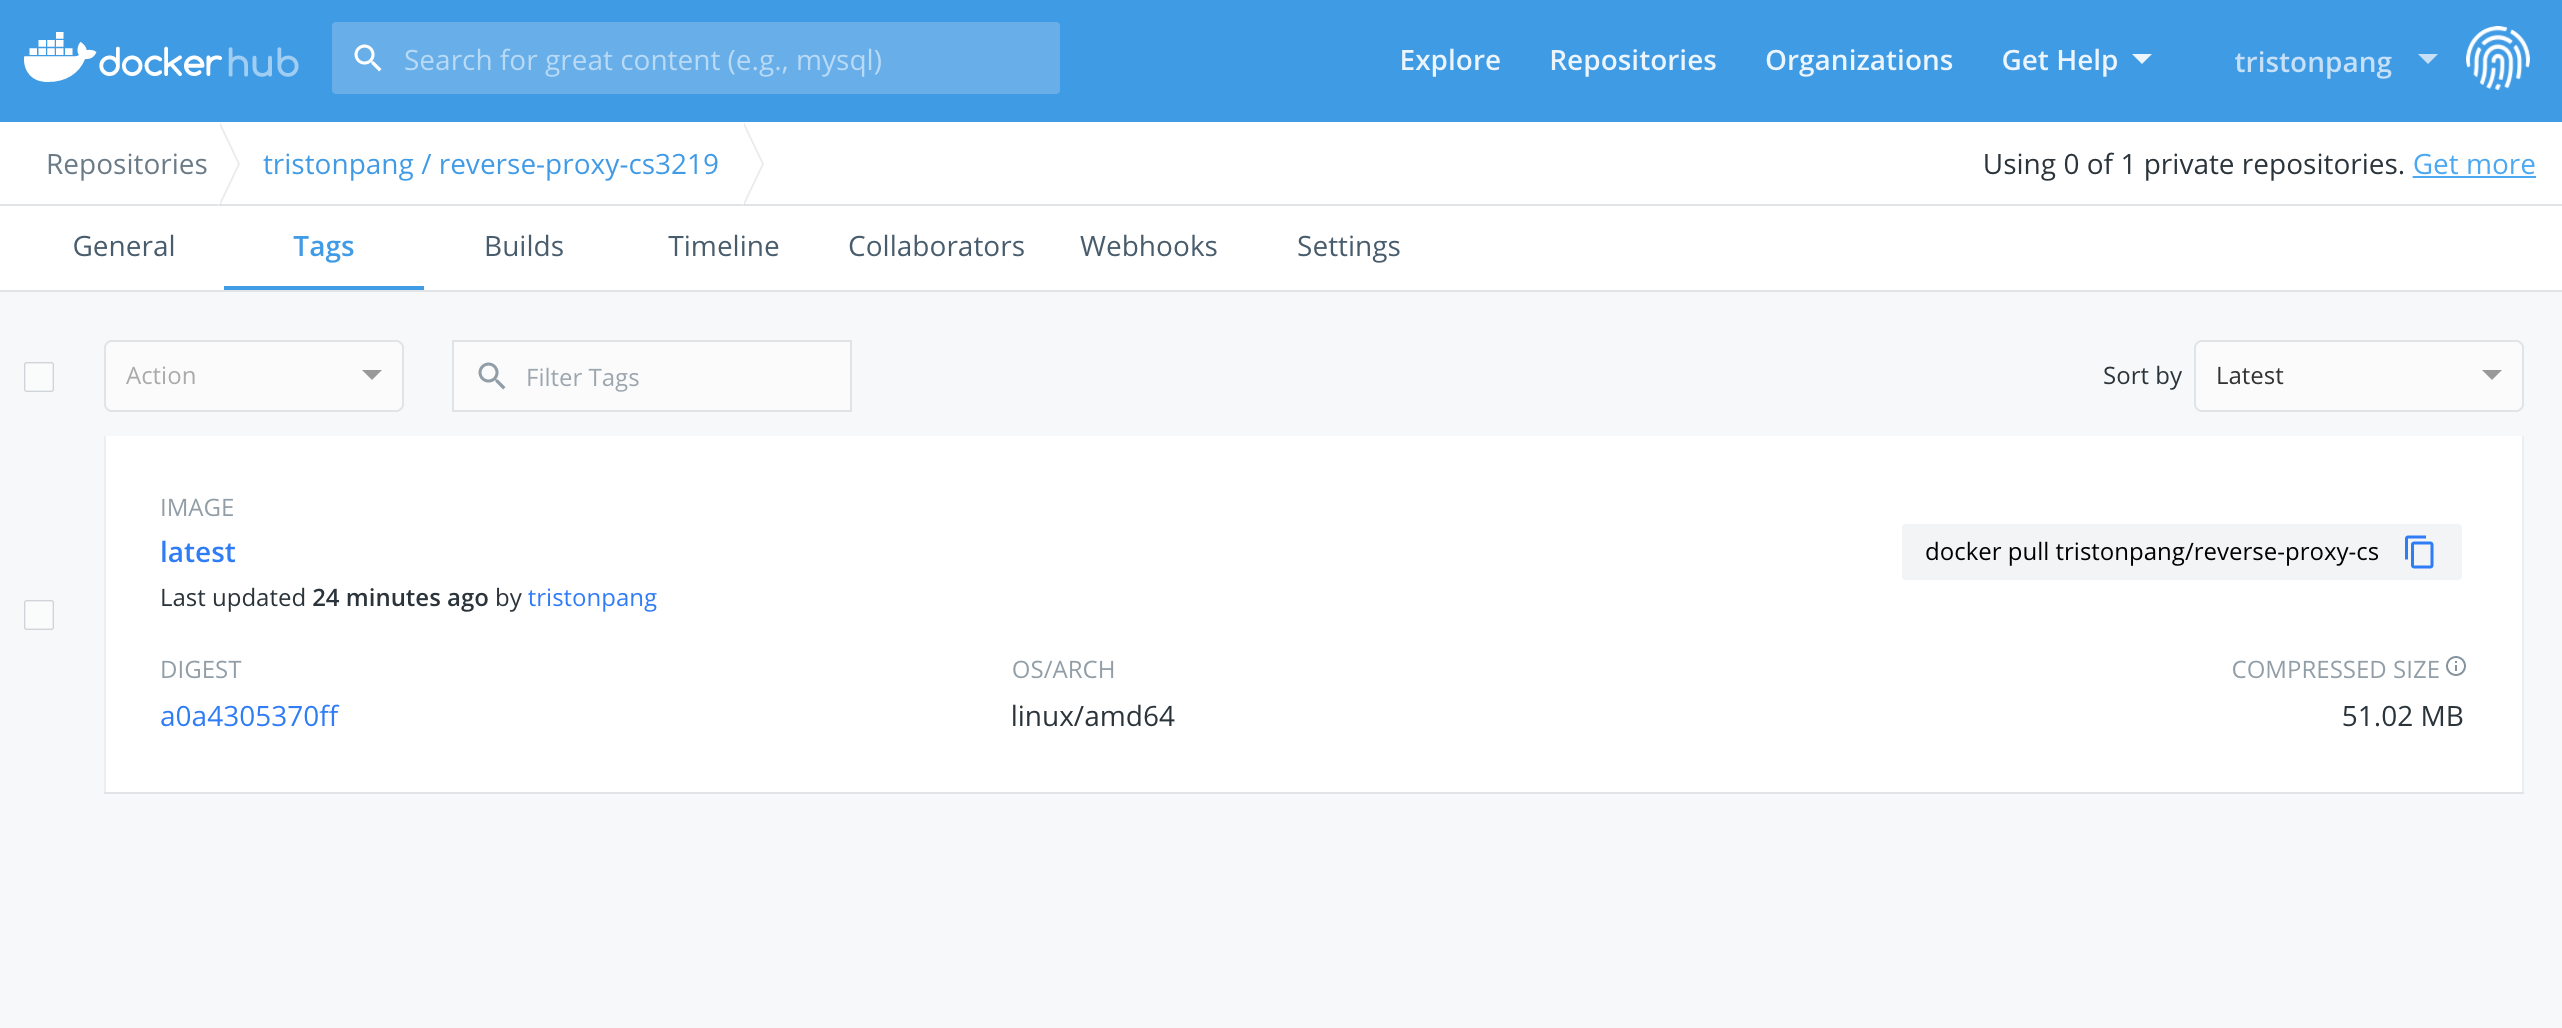 docker hub
Search for great content (e.g., mysql)
Explore
Repositories
Organizations
Get Help
tristonpang
Repositories
tristonpang / reverse-proxy-cs3219
Using 0 of 1 private repositories. Get more
General
Tags
Builds
Timeline
Collaborators
Webhooks
Settings
Action
Filter Tags
Sort by
Latest
IMAGE
latest
docker pull tristonpang/reverse-proxy-cs
Last updated 24 minutes ago by tristonpang
DIGEST
OS/ARCH
COMPRESSED SIZE
a0a4305370ff
linux/amd64
51.02 MB